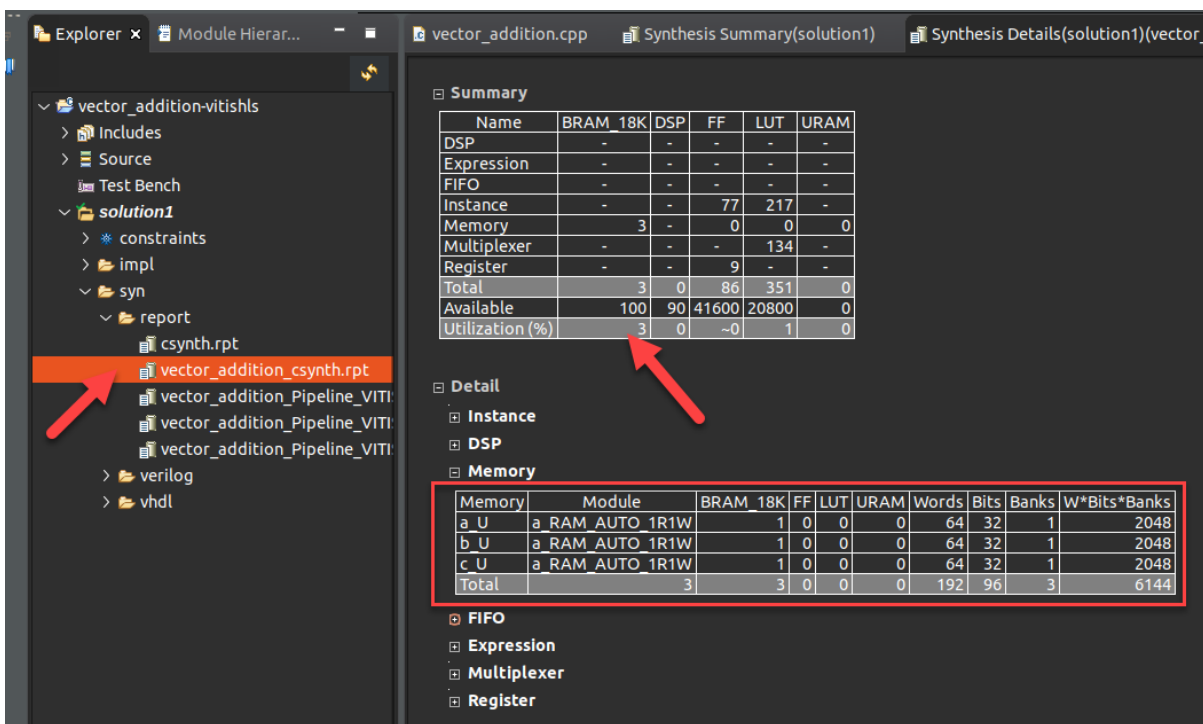 Explorer × Module Hierar...
vector_addition-vitishls
Includes
Source
Test Bench
solution1
constraints
impl
syn
report
csynth.rpt
vector_addition_csynth.rpt
vector_addition_Pipeline_VITI
vector_addition_Pipeline_VITI
vector_addition_Pipeline_VITI
verilog
vhdl
vector_addition.cpp Synthesis Summary(solution1) Synthesis Details(solution1)(vector_
Summary
Name BRAM_18K DSP FF LUT URAM
DSP - - - - -
Expression - - - - -
FIFO - - - - -
Instance - - 77 217 -
Memory 3 - 0 0 0
Multiplexer - - - 134 -
Register - - 9 - -
Total 3 0 86 351 0
Available 100 90 41600 20800 0
Utilization (%) 3 0 ~0 1 0
Detail
Instance
DSP
Memory
Memory Module BRAM_18K FF LUT URAM Words Bits Banks W*Bits*Banks
a_U a_RAM_AUTO_1R1W 1 0 0 0 64 32 1 2048
b_U a_RAM_AUTO_1R1W 1 0 0 0 64 32 1 2048
c_U a_RAM_AUTO_1R1W 1 0 0 0 64 32 1 2048
Total 3 3 0 0 0 192 96 3 6144
FIFO
Expression
Multiplexer
Register